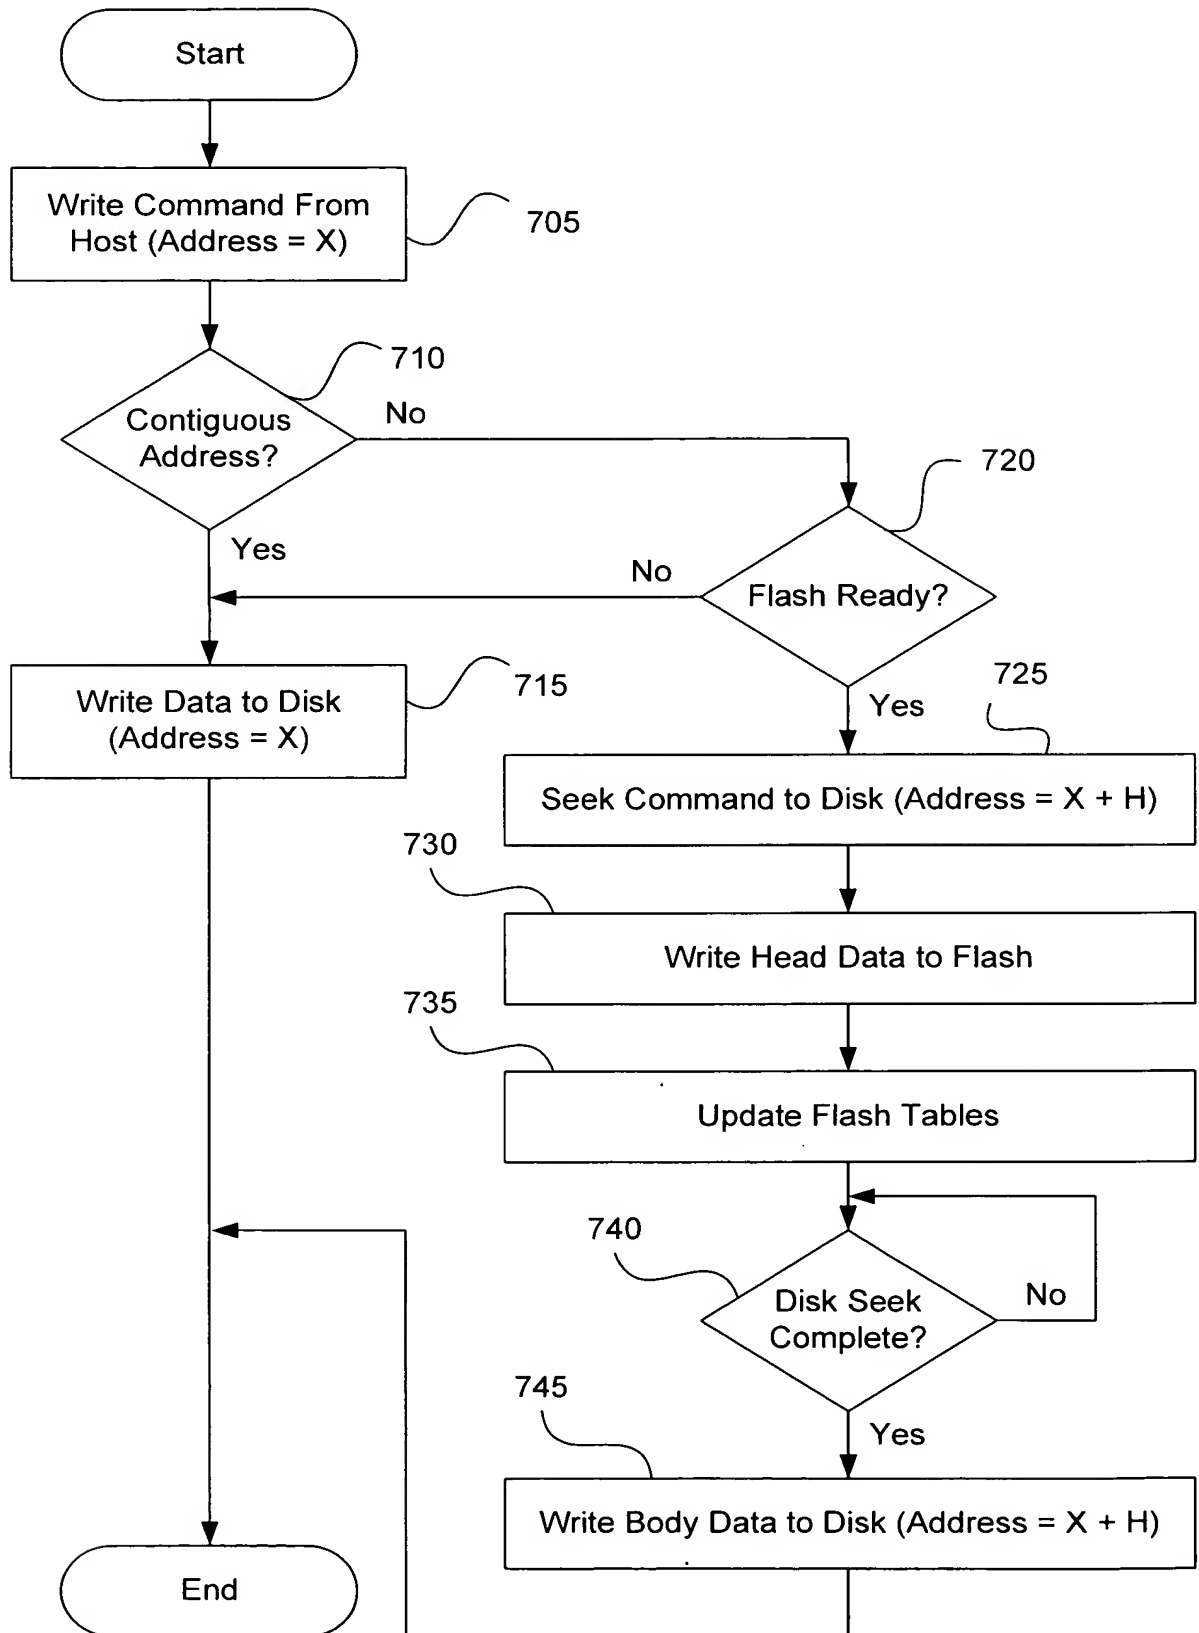 Start
Write Command From
Host (Address = X)
705
710
Contiguous
Address?
No
720
Yes
No
Flash Ready?
715
Write Data to Disk
(Address = X)
725
Yes
Seek Command to Disk (Address = X + H)
730
Write Head Data to Flash
735
Update Flash Tables
740
Disk Seek
Complete?
No
745
Yes
Write Body Data to Disk (Address = X + H)
End